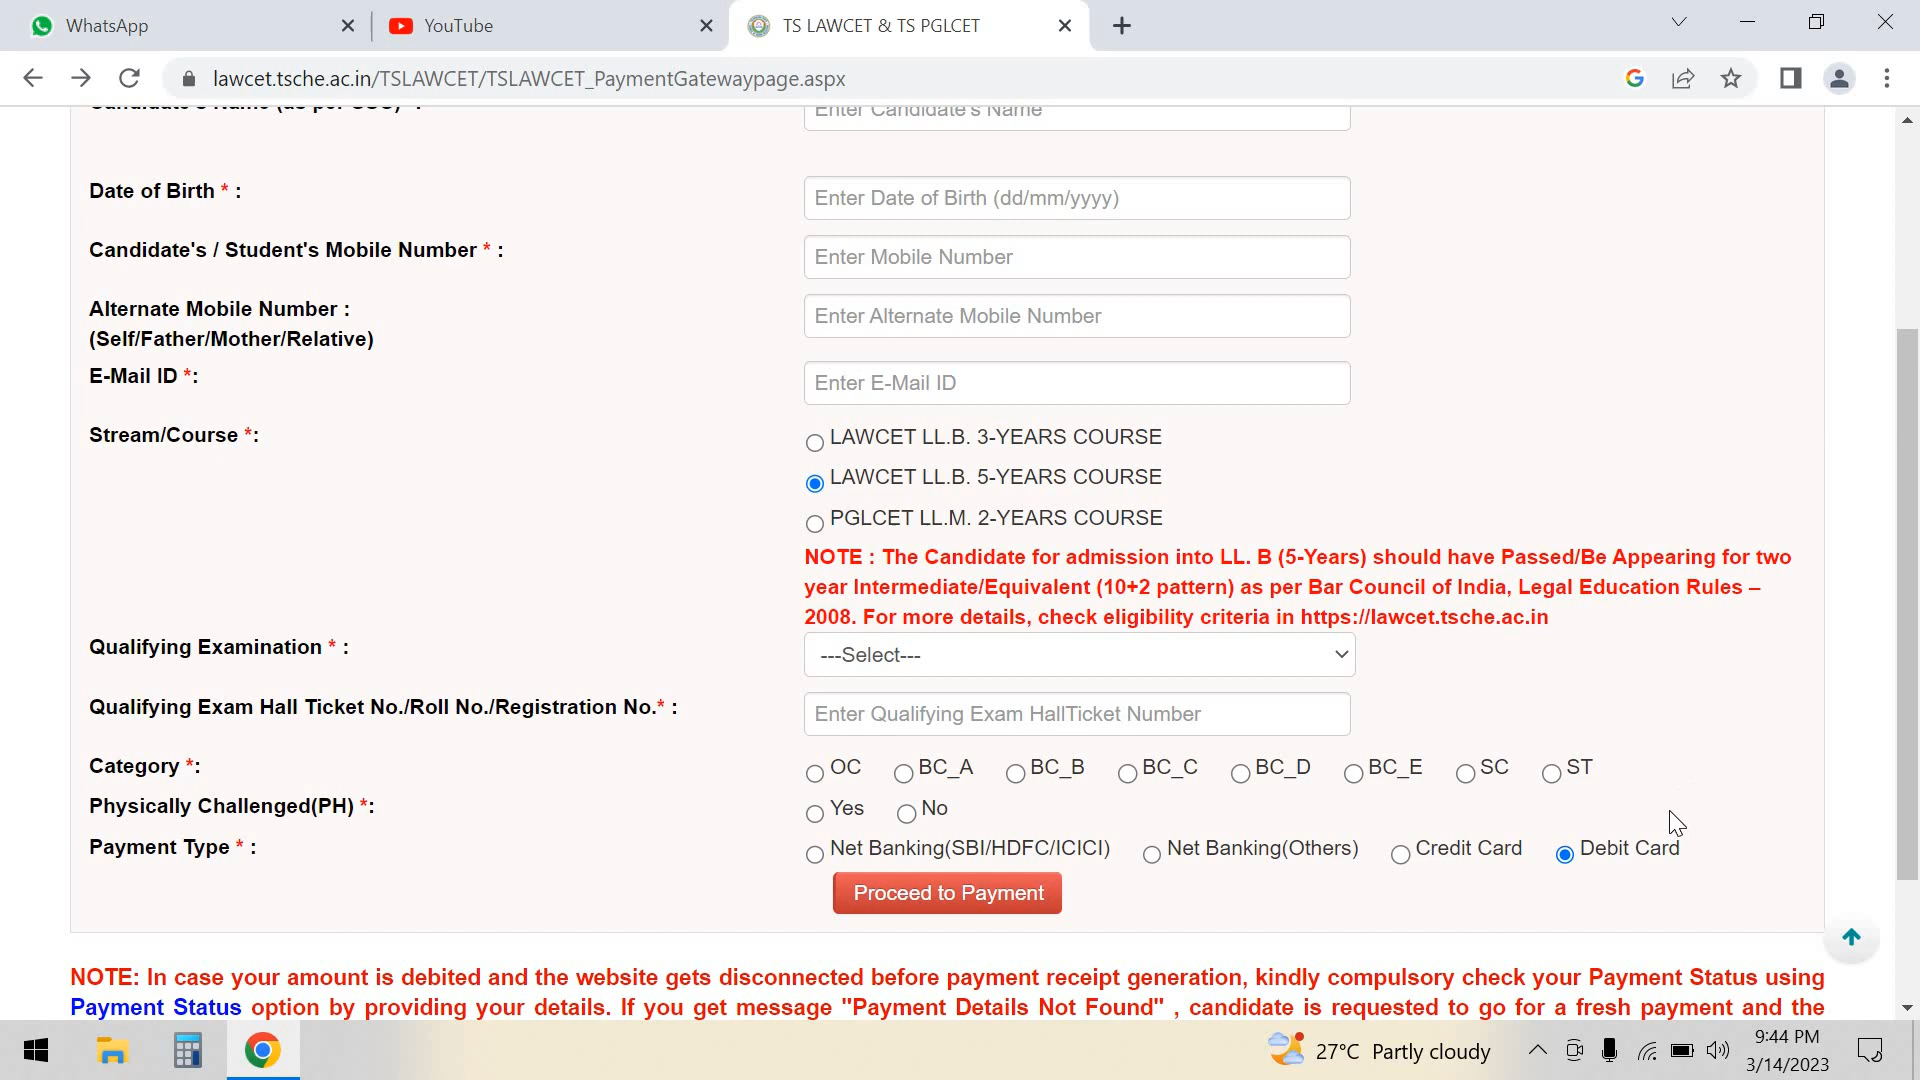 WhatsApp
YouTube
TS LAWCET & TS PGLCET
lawcet.tsche.ac.in/TSLAWCET/TSLAWCET_PaymentGatewaypage.aspx
Candidate's Name (as per SSC) * :
Enter Candidate's Name
Date of Birth * :
Enter Date of Birth (dd/mm/yyyy)
Candidate's / Student's Mobile Number * :
Enter Mobile Number
Alternate Mobile Number :
(Self/Father/Mother/Relative)
Enter Alternate Mobile Number
E-Mail ID *:
Enter E-Mail ID
Stream/Course *:
LAWCET LL.B. 3-YEARS COURSE
LAWCET LL.B. 5-YEARS COURSE
PGLCET LL.M. 2-YEARS COURSE
NOTE : The Candidate for admission into LL. B (5-Years) should have Passed/Be Appearing for two
year Intermediate/Equivalent (10+2 pattern) as per Bar Council of India, Legal Education Rules –
2008. For more details, check eligibility criteria in https://lawcet.tsche.ac.in
Qualifying Examination * :
---Select---
Qualifying Exam Hall Ticket No./Roll No./Registration No.* :
Enter Qualifying Exam HallTicket Number
Category *:
OC BC_A BC_B BC_C BC_D BC_E SC ST
Physically Challenged(PH) *:
Yes No
Payment Type * :
Net Banking(SBI/HDFC/ICICI) Net Banking(Others) Credit Card Debit Card
Proceed to Payment
NOTE: In case your amount is debited and the website gets disconnected before payment receipt generation, kindly compulsory check your Payment Status using
Payment Status option by providing your details. If you get message "Payment Details Not Found" , candidate is requested to go for a fresh payment and the
27°C Partly cloudy
9:44 PM
3/14/2023